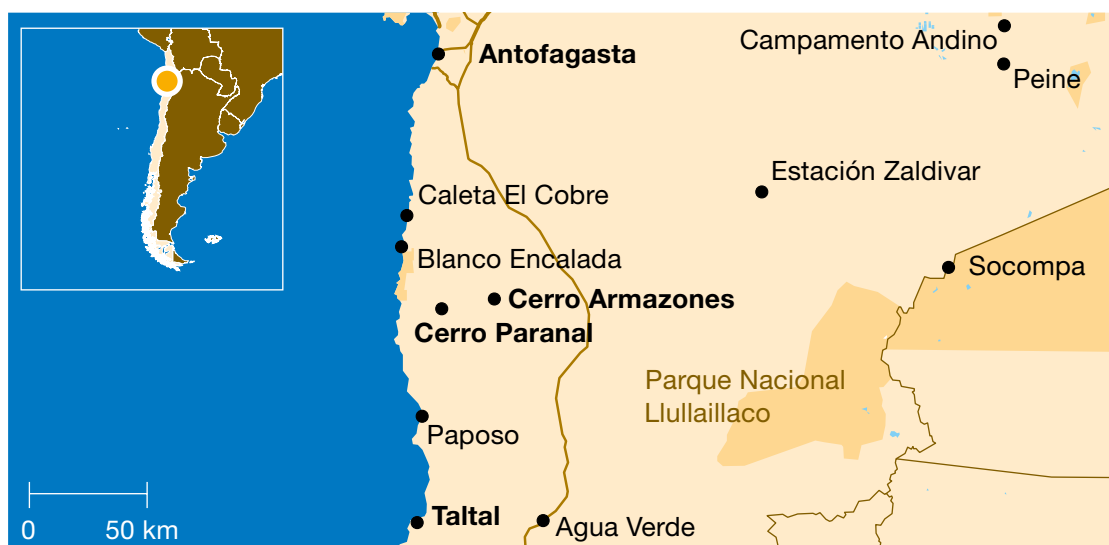 Campamento Andino
Antofagasta
Peine
Estación Zaldivar
Caleta El Cobre
Blanco Encalada
Socompa
Cerro Armazones
Cerro Paranal
Parque Nacional
Llullaillaco
Paposo
Taltal
Agua Verde
0 50 km